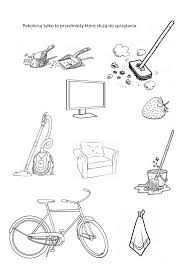 Pokoloruj tylko te przedmioty które służą do sprzątania